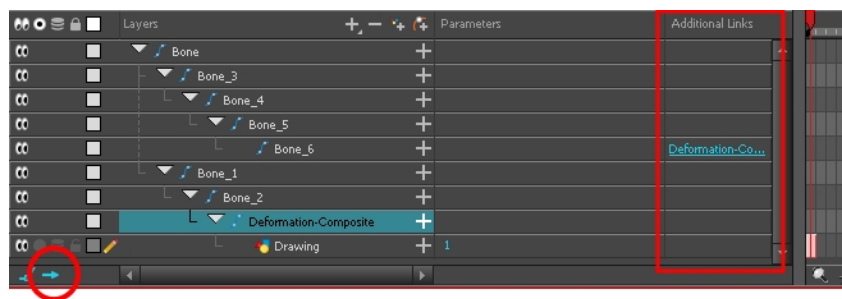 Layers Parameters Additional Links
Bone
Bone_3
Bone_4
Bone_5
Bone_6 Deformation-Co...
Bone_1
Bone_2
Deformation-Composite
Drawing 1